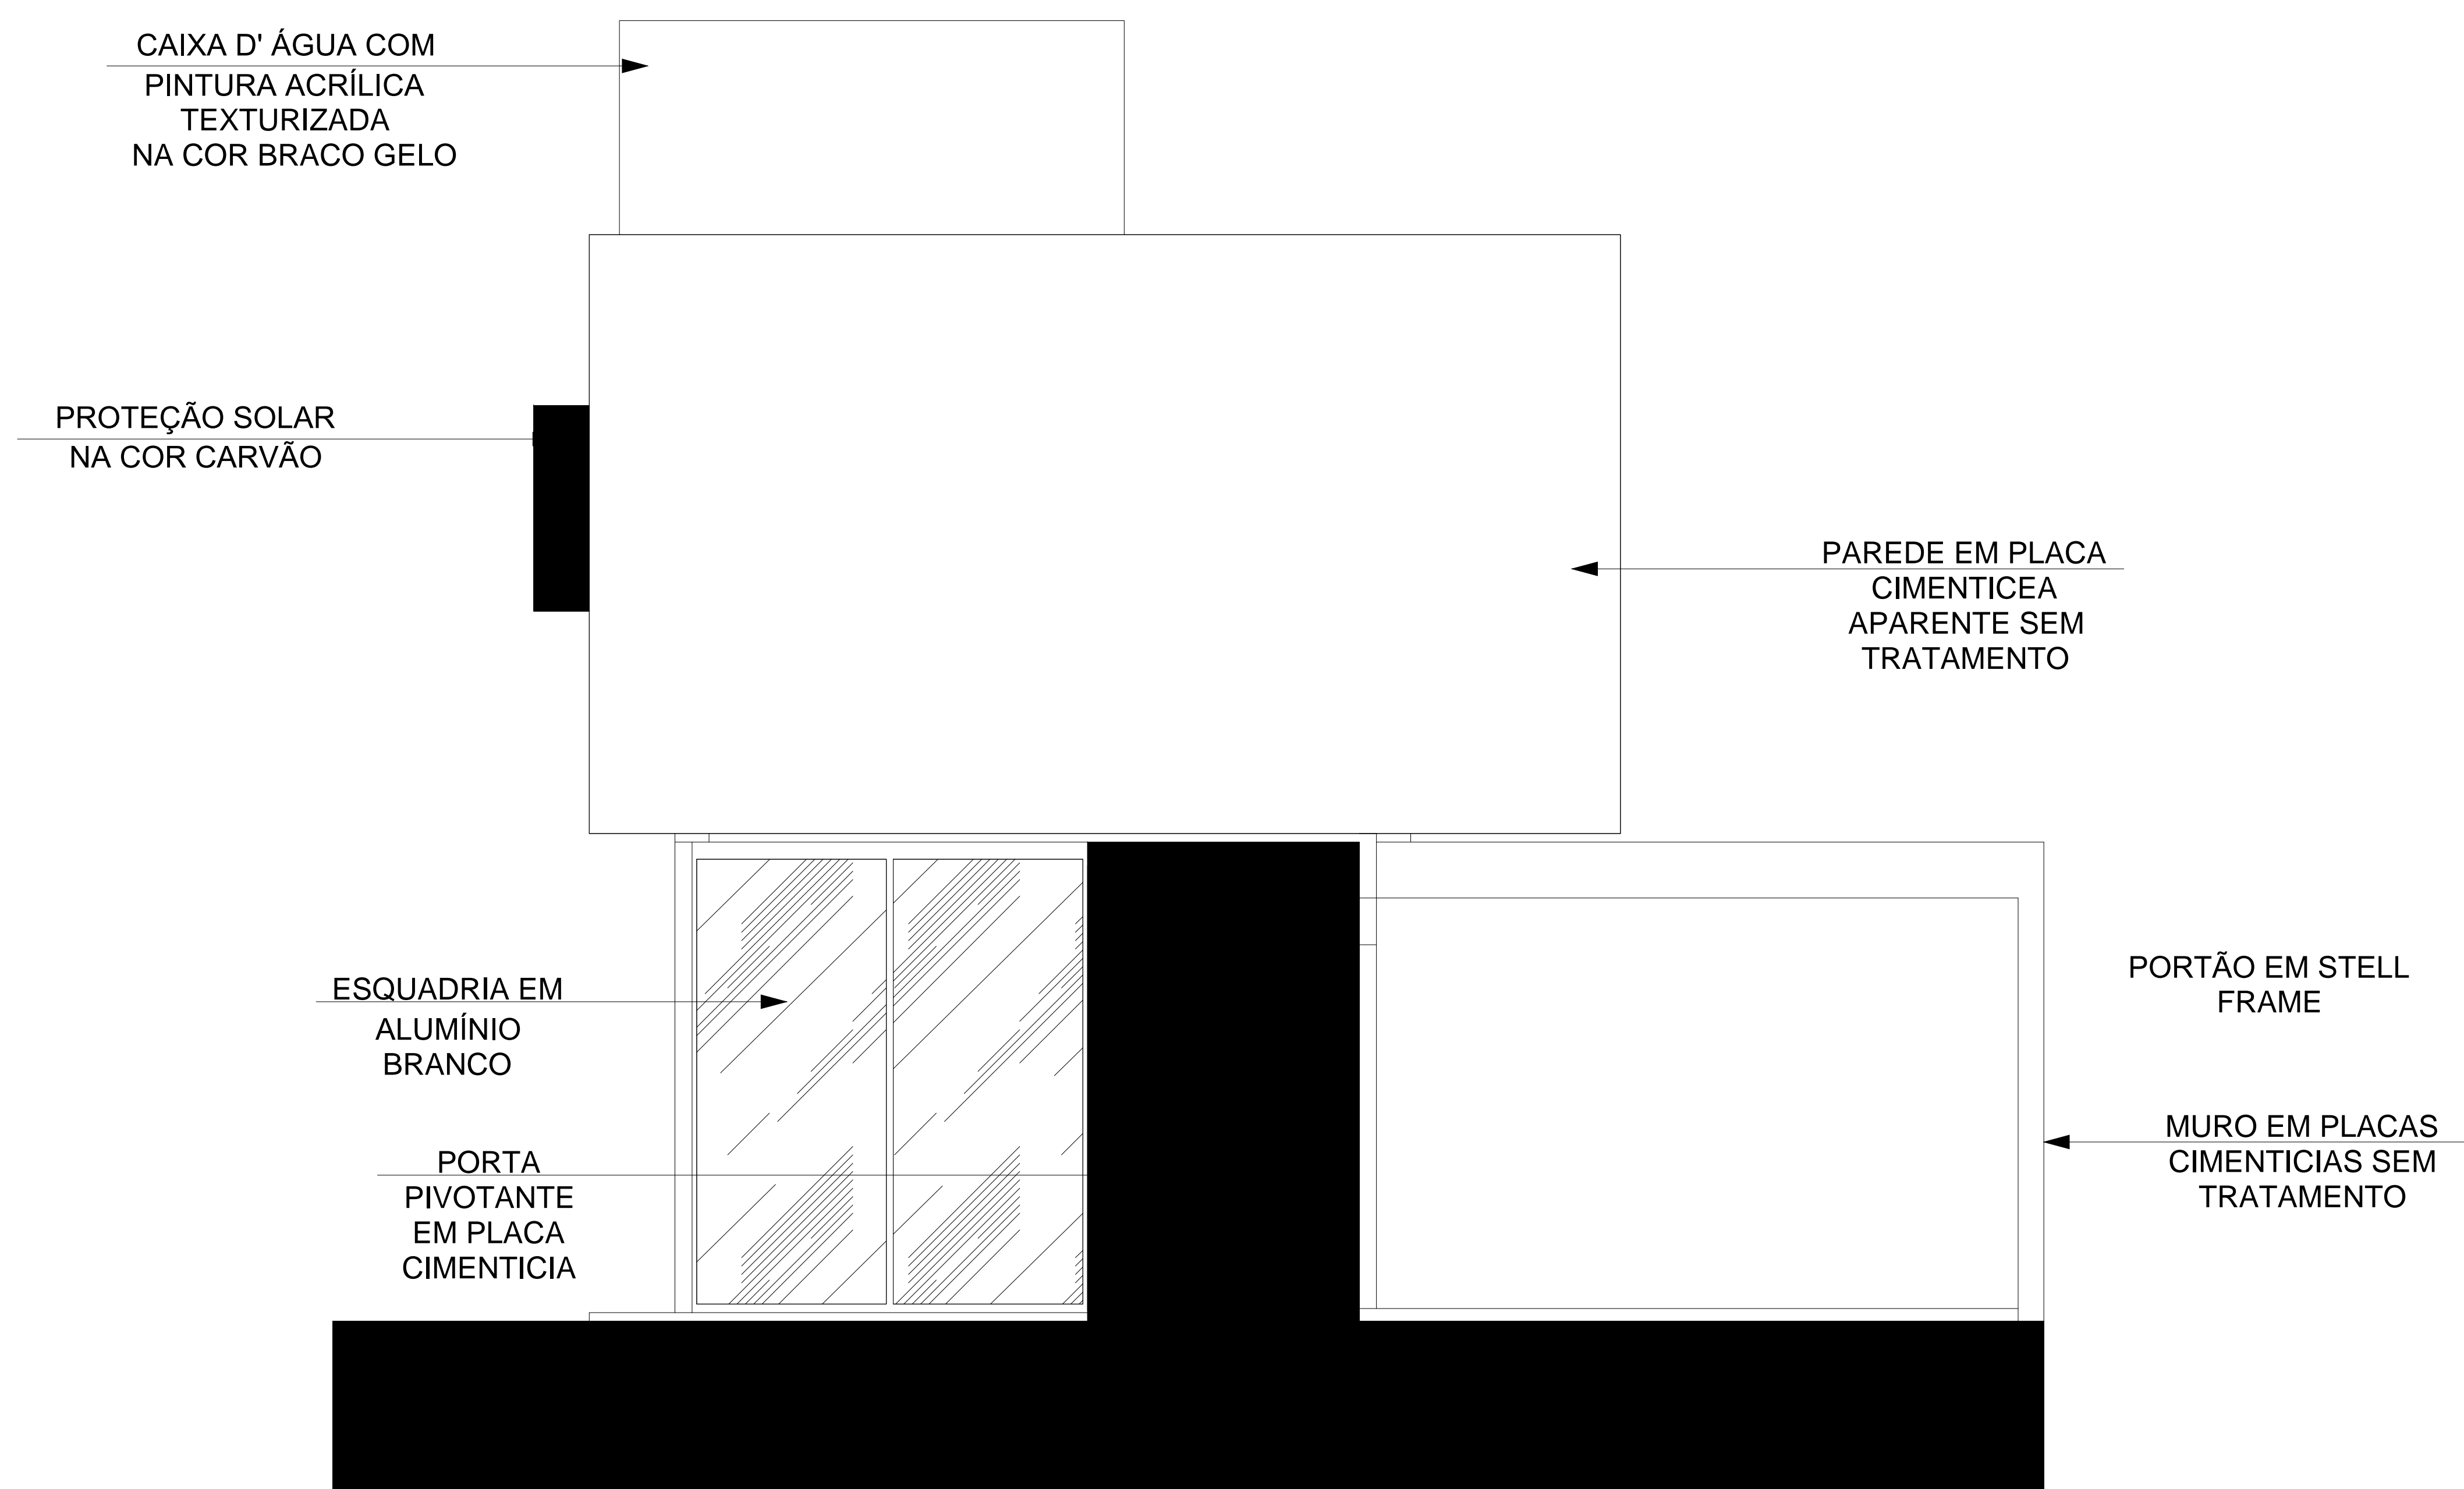 CAIXA D' ÁGUA COM
PINTURA ACRÍLICA
TEXTURIZADA
NA COR BRACO GELO
PROTEÇÃO SOLAR
NA COR CARVÃO
PAREDE EM PLACA
CIMENTICEA
APARENTE SEM
TRATAMENTO
ESQUADRIA EM
ALUMÍNIO
BRANCO
PORTÃO EM STELL
FRAME
PORTA
PIVOTANTE
EM PLACA
CIMENTICIA
MURO EM PLACAS
CIMENTICIAS SEM
TRATAMENTO